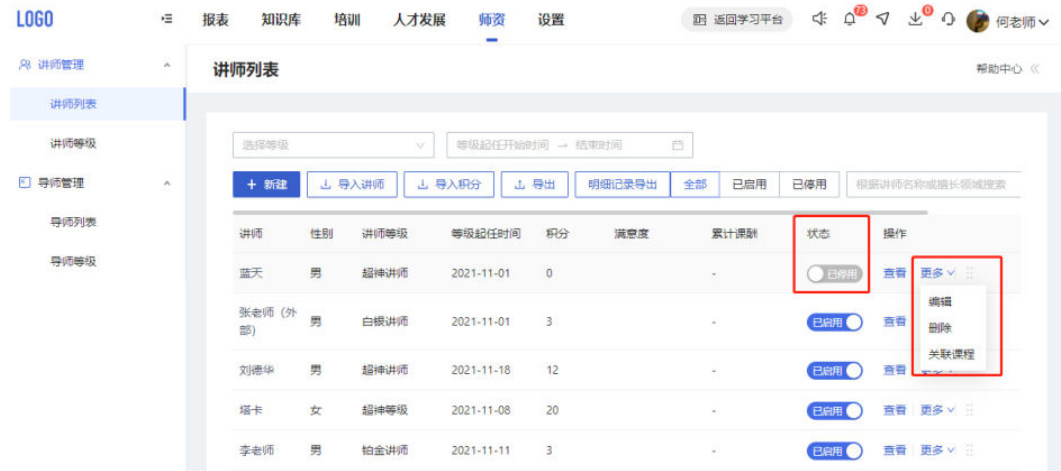 LOGO 报表 知识库 培训 人才发展 师资 设置 返回学习平台 73 0 何老师
讲师管理
讲师列表
讲师等级
导师管理
导师列表
导师等级
讲师列表 帮助中心
选择等级 等级起任开始时间 → 结束时间
+ 新建 导入讲师 导入积分 导出 明细记录导出 全部 已启用 已停用 根据讲师名称或擅长领域搜索
讲师 性别 讲师等级 等级起任时间 积分 满意度 累计课酬 状态 操作
蓝天 男 超神讲师 2021-11-01 0 - 已停用 查看 更多
编辑
删除
关联课程
张老师（外部） 男 白银讲师 2021-11-01 3 - 已启用 查看
刘德华 男 超神讲师 2021-11-18 12 - 已启用 查看 更多
塔卡 女 超神等级 2021-11-08 20 - 已启用 查看 更多
李老师 男 铂金讲师 2021-11-11 3 - 已启用 查看 更多